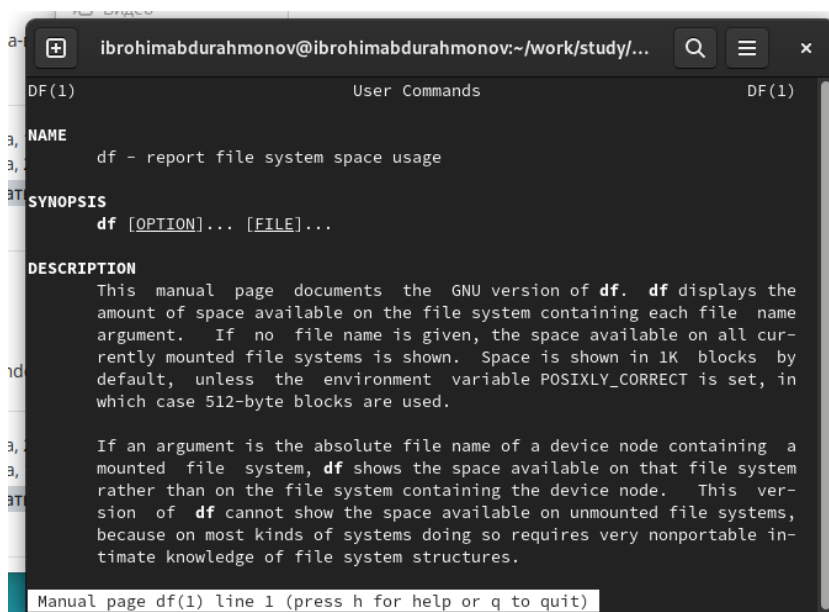 Видео
ibrohimabdurahmonov@ibrohimabdurahmonov:~/work/study/...
DF(1) User Commands DF(1)
NAME
df - report file system space usage
SYNOPSIS
df [OPTION]... [FILE]...
DESCRIPTION
This manual page documents the GNU version of df. df displays the
amount of space available on the file system containing each file name
argument. If no file name is given, the space available on all cur-
rently mounted file systems is shown. Space is shown in 1K blocks by
default, unless the environment variable POSIXLY_CORRECT is set, in
which case 512-byte blocks are used.
If an argument is the absolute file name of a device node containing a
mounted file system, df shows the space available on that file system
rather than on the file system containing the device node. This ver-
sion of df cannot show the space available on unmounted file systems,
because on most kinds of systems doing so requires very nonportable in-
timate knowledge of file system structures.
Manual page df(1) line 1 (press h for help or q to quit)